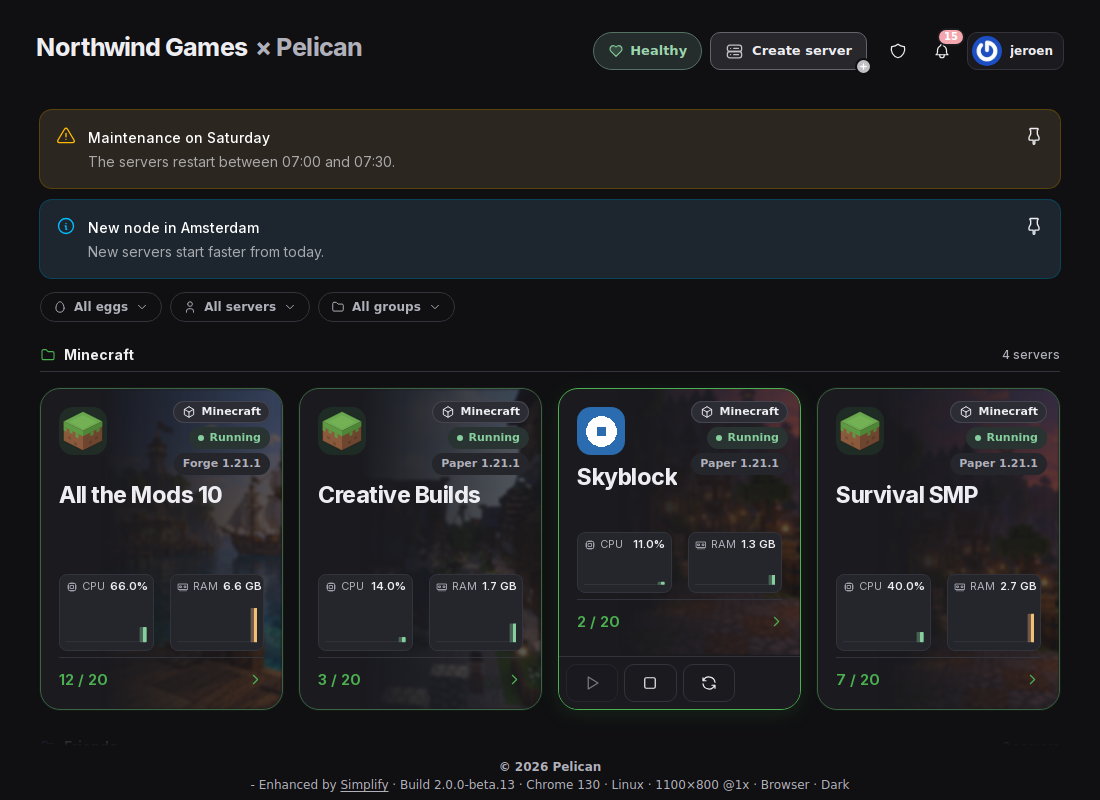 Northwind Games × Pelican
Healthy
Create server
15
jeroen
Maintenance on Saturday
The servers restart between 07:00 and 07:30.
New node in Amsterdam
New servers start faster from today.
All eggs
All servers
All groups
Minecraft
4 servers
Minecraft
Running
Forge 1.21.1
All the Mods 10
CPU 66.0%
RAM 6.6 GB
12 / 20
Minecraft
Running
Paper 1.21.1
Creative Builds
CPU 14.0%
RAM 1.7 GB
3 / 20
Minecraft
Running
Paper 1.21.1
Skyblock
CPU 11.0%
RAM 1.3 GB
2 / 20
Minecraft
Running
Paper 1.21.1
Survival SMP
CPU 40.0%
RAM 2.7 GB
7 / 20
Friends
© 2026 Pelican
- Enhanced by Simplify · Build 2.0.0-beta.13 · Chrome 130 · Linux · 1100×800 @1x · Browser · Dark